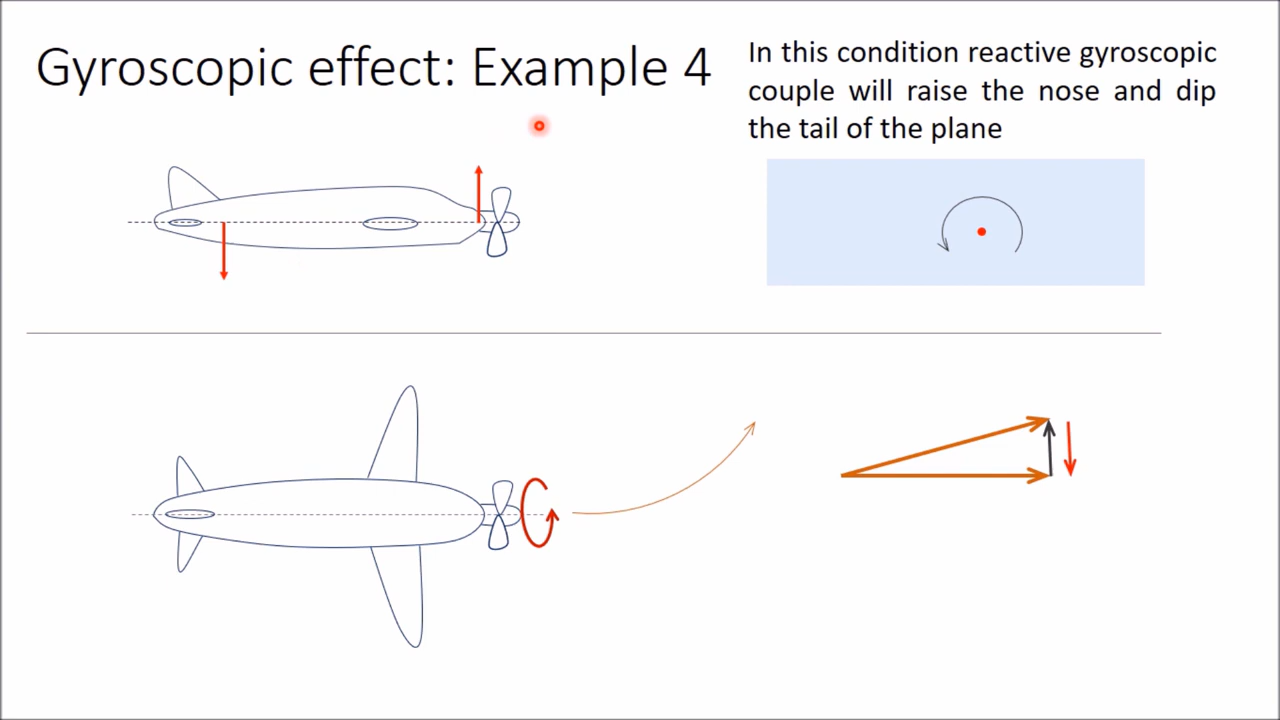 Gyroscopic effect: Example 4
In this condition reactive gyroscopic
couple will raise the nose and dip
the tail of the plane